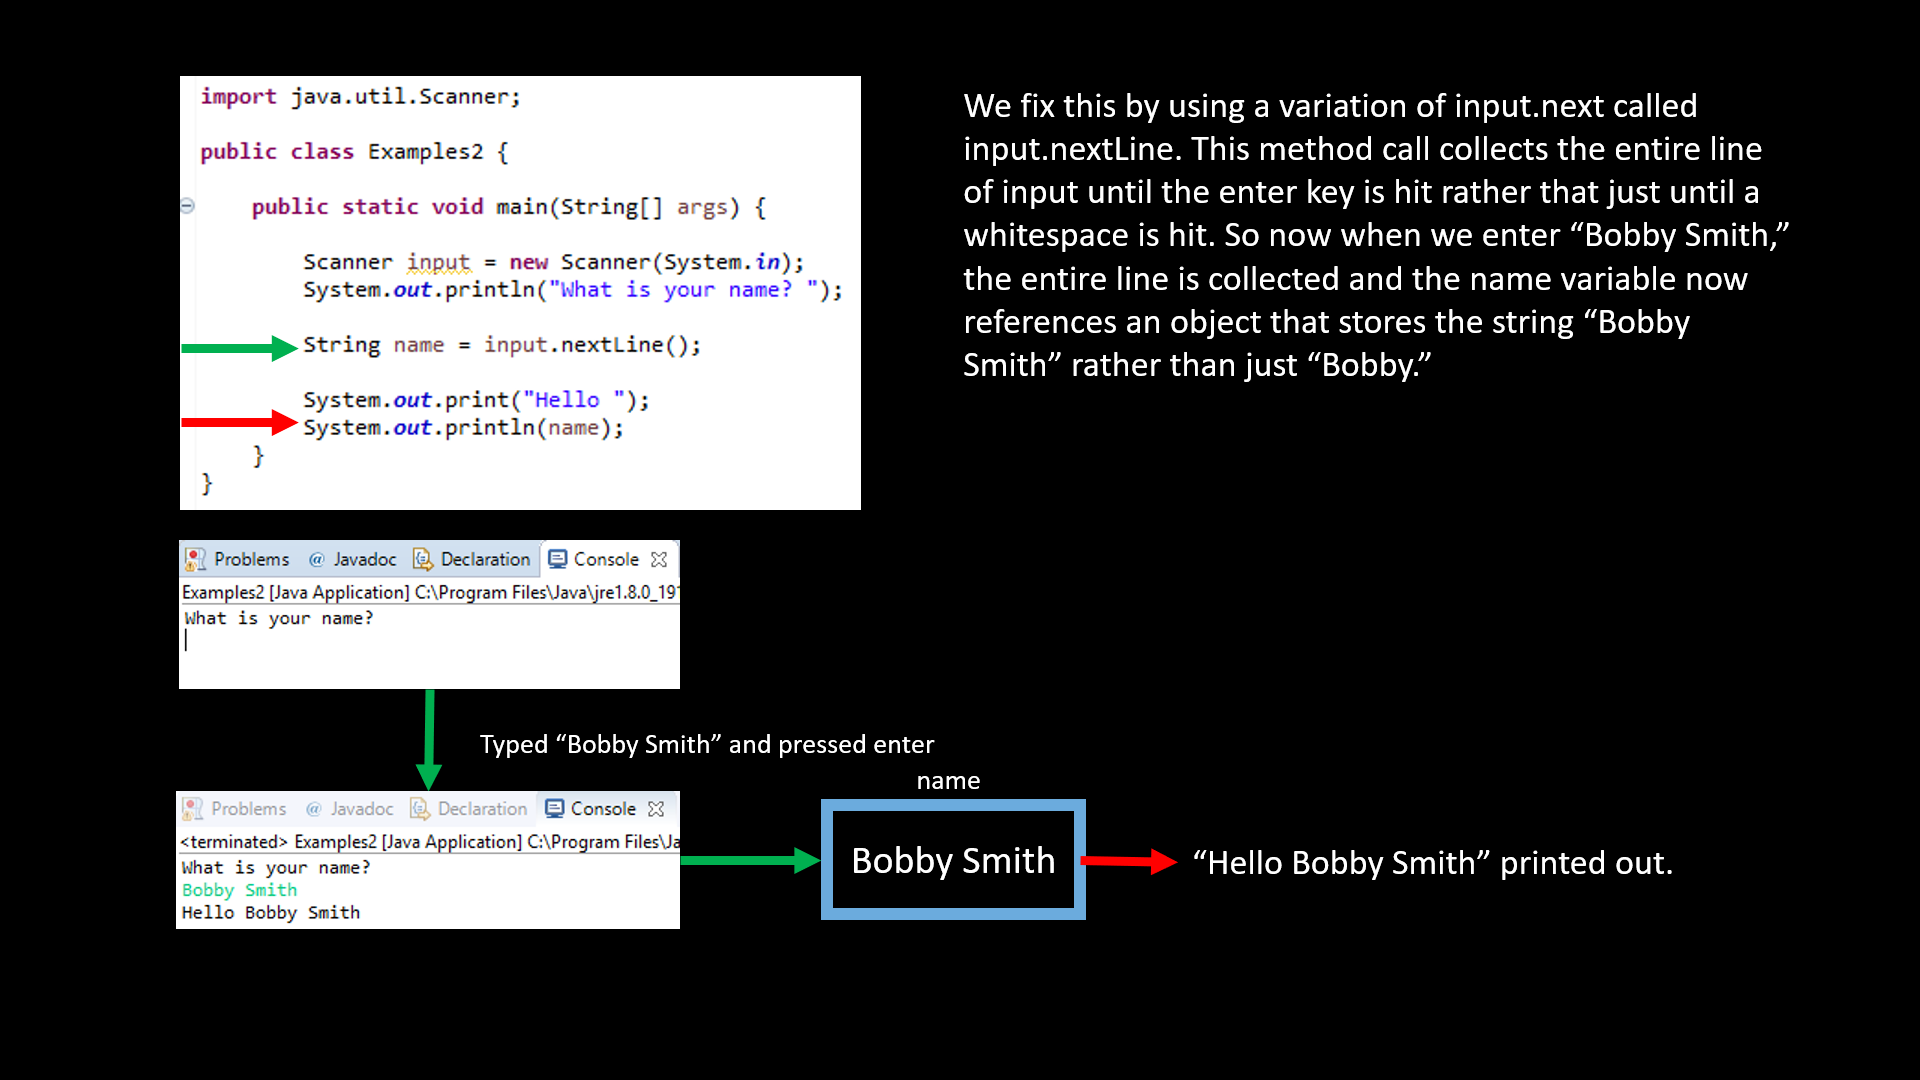 import java.util.Scanner;
public class Examples2 {
public static void main(String[] args) {
Scanner input = new Scanner(System.in);
System.out.println("What is your name? ");
String name = input.nextLine();
System.out.print("Hello ");
System.out.println(name);
}
}
We fix this by using a variation of input.next called
input.nextLine. This method call collects the entire line
of input until the enter key is hit rather that just until a
whitespace is hit. So now when we enter “Bobby Smith,”
the entire line is collected and the name variable now
references an object that stores the string “Bobby
Smith” rather than just “Bobby.”
Problems @ Javadoc Declaration Console
Examples2 [Java Application] C:\Program Files\Java\jre1.8.0_191
What is your name?
Typed “Bobby Smith” and pressed enter
Problems @ Javadoc Declaration Console
<terminated> Examples2 [Java Application] C:\Program Files\Ja
What is your name?
Bobby Smith
Hello Bobby Smith
name
Bobby Smith
“Hello Bobby Smith” printed out.